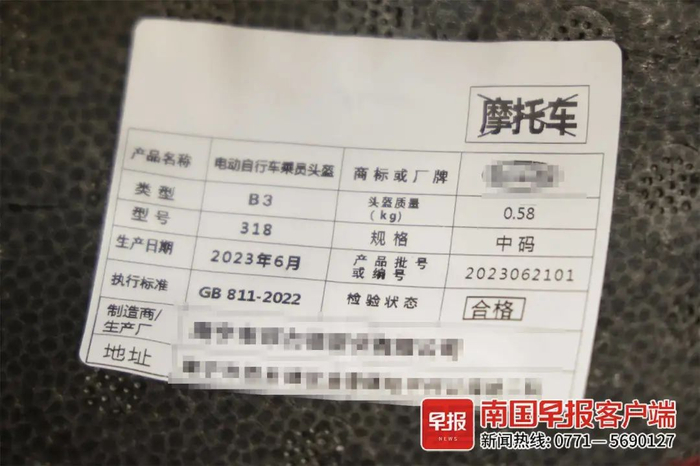 摩托车
产品名称 电动自行车乘员头盔 商标或厂牌
类型 B3 头盔质量(kg) 0.58
型号 318 规格 中码
生产日期 2023年6月 产品批号或编号 2023062101
执行标准 GB 811-2022 检验状态 合格
制造商/生产厂
地址
早报 南国早报客户端
NEWS 新闻热线: 0771—5690127